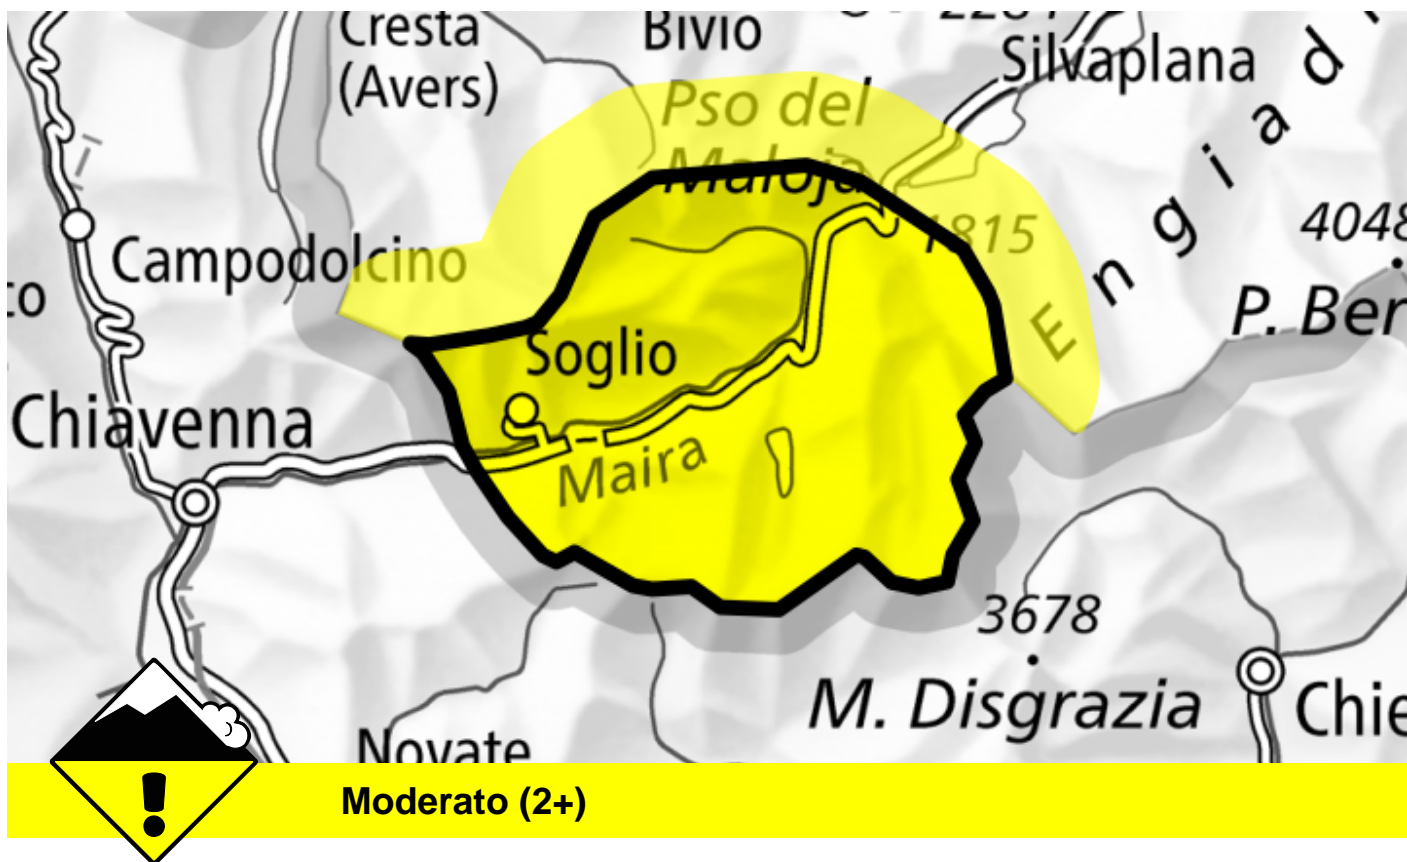 Cresta
(Avers)
Bivio
Silvaplana
Pso del
Maloja
1815
Engiad
4048
P. Ber
Campodolcino
Soglio
Chiavenna
Maira
3678
M. Disgrazia
Chie
Novate
Moderato (2+)